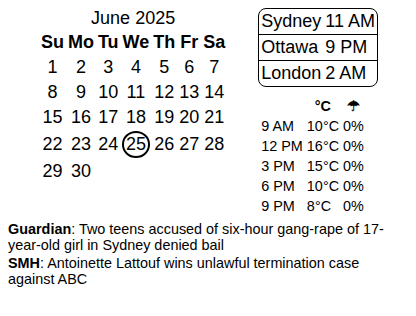 June 2025
Su Mo Tu We Th Fr Sa
1 2 3 4 5 6 7
8 9 10 11 12 13 14
15 16 17 18 19 20 21
22 23 24 25 26 27 28
29 30
Sydney 11 AM
Ottawa 9 PM
London 2 AM
°C ☂
9 AM 10°C 0%
12 PM 16°C 0%
3 PM 15°C 0%
6 PM 10°C 0%
9 PM 8°C 0%
Guardian: Two teens accused of six-hour gang-rape of 17-
year-old girl in Sydney denied bail
SMH: Antoinette Lattouf wins unlawful termination case
against ABC